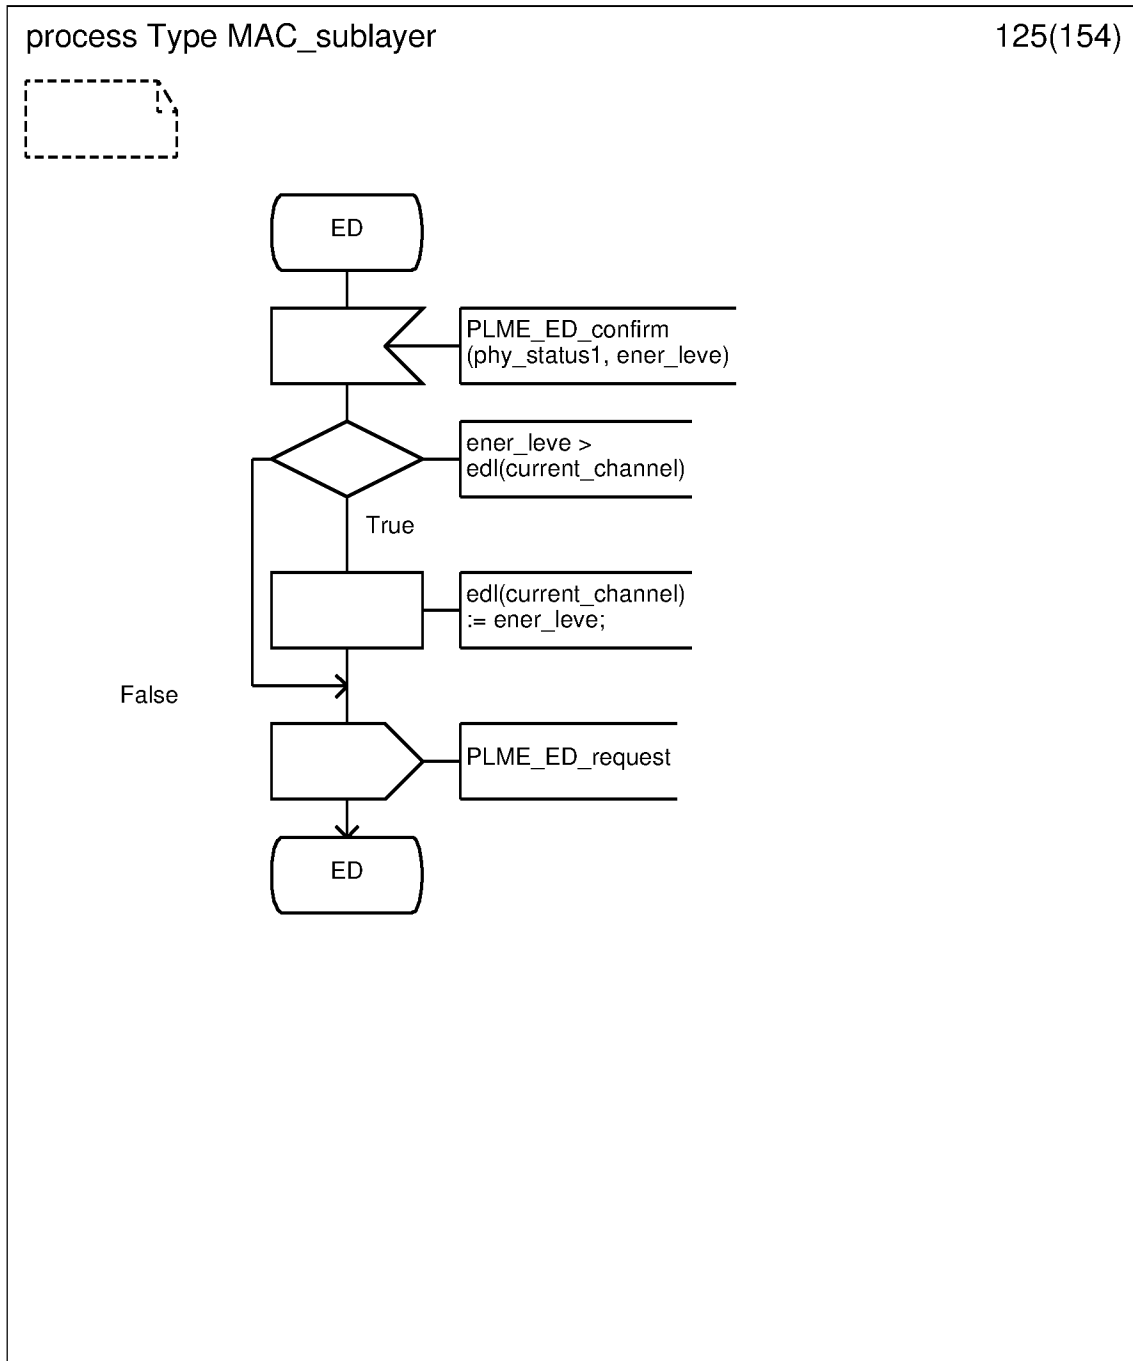 process Type MAC_sublayer
125(154)
ED
PLME_ED_confirm
(phy_status1, ener_leve)
ener_leve >
edl(current_channel)
True
edl(current_channel)
:= ener_leve;
False
PLME_ED_request
ED